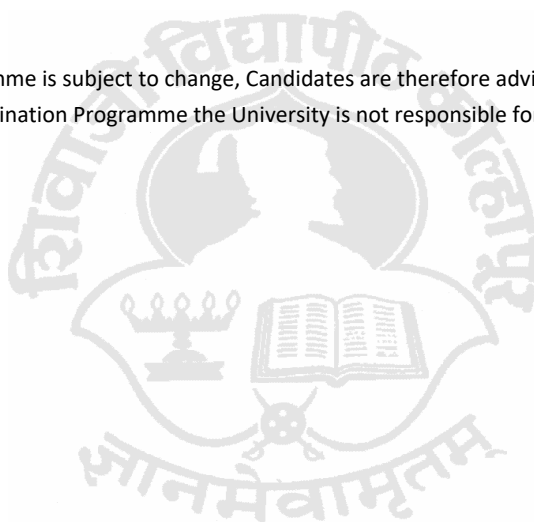 शिवाजी विद्यापीठ कोल्हापूर
mme is subject to change, Candidates are therefore advi
ination Programme the University is not responsible fo
ज्ञानमेवामृतम्